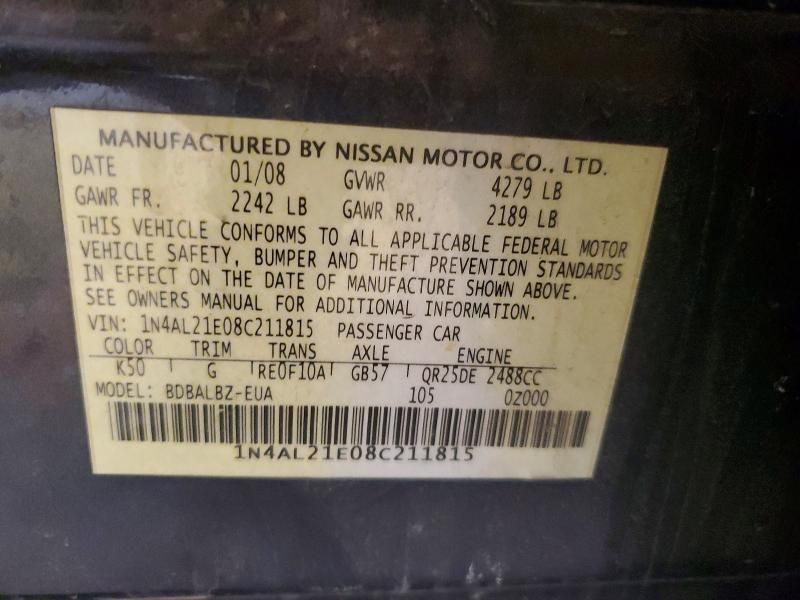 MANUFACTURED BY NISSAN MOTOR CO., LTD.
DATE 01/08 GVWR 4279 LB
GAWR FR. 2242 LB GAWR RR. 2189 LB
THIS VEHICLE CONFORMS TO ALL APPLICABLE FEDERAL MOTOR
VEHICLE SAFETY, BUMPER AND THEFT PREVENTION STANDARDS
IN EFFECT ON THE DATE OF MANUFACTURE SHOWN ABOVE.
SEE OWNERS MANUAL FOR ADDITIONAL INFORMATION.
VIN: 1N4AL21E08C211815 PASSENGER CAR
COLOR TRIM TRANS AXLE ENGINE
K50 G RE0F10A GB57 QR25DE 2488CC
MODEL: BDBALBZ-EUA 105 0Z000
1N4AL21E08C211815